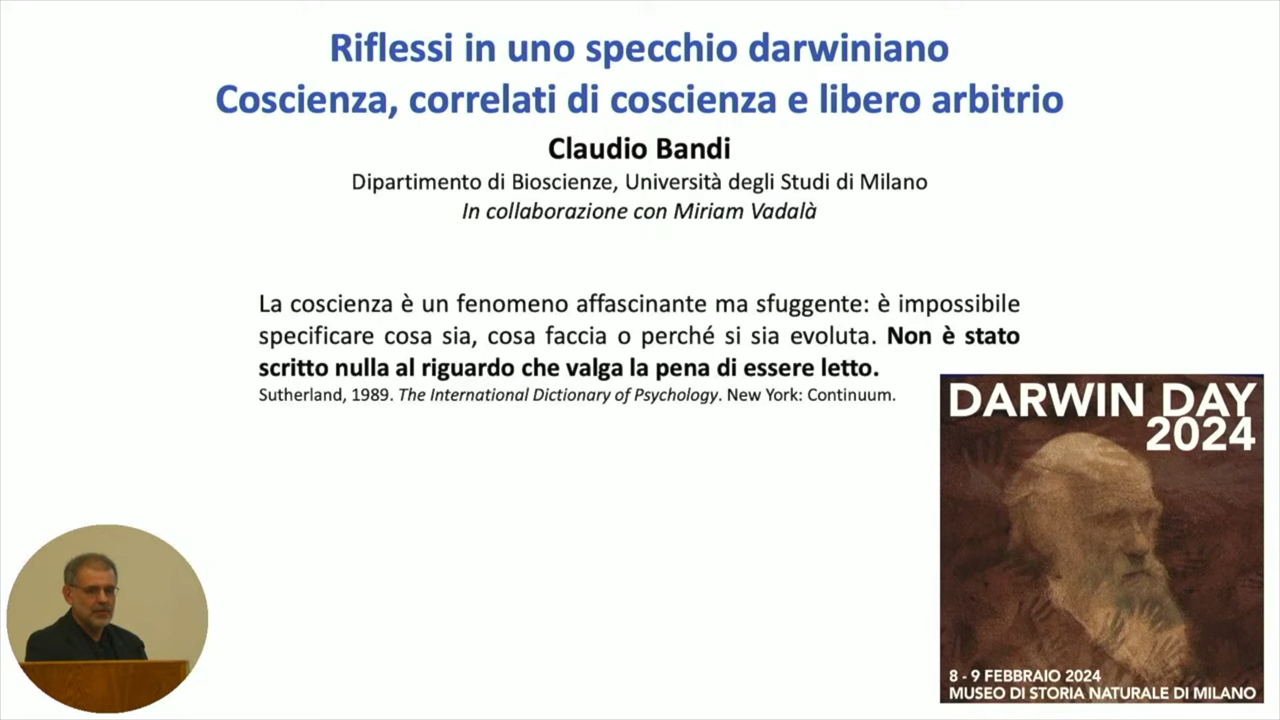 Riflessi in uno specchio darwiniano
Coscienza, correlati di coscienza e libero arbitrio
Claudio Bandi
Dipartimento di Bioscienze, Università degli Studi di Milano
In collaborazione con Miriam Vadalà
La coscienza è un fenomeno affascinante ma sfuggente: è impossibile
specificare cosa sia, cosa faccia o perché si sia evoluta. Non è stato
scritto nulla al riguardo che valga la pena di essere letto.
Sutherland, 1989. The International Dictionary of Psychology. New York: Continuum.
DARWIN DAY
2024
8 - 9 FEBBRAIO 2024
MUSEO DI STORIA NATURALE DI MILANO